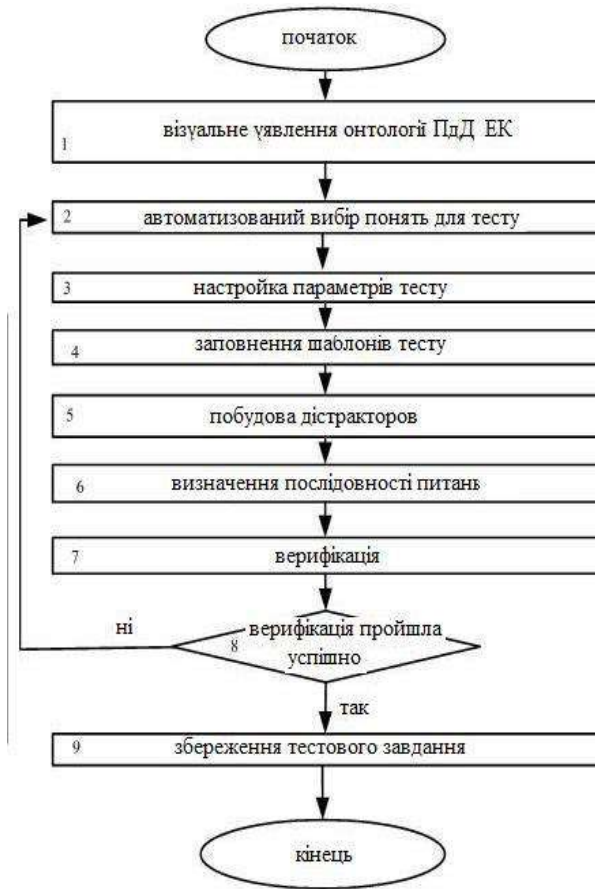 початок
1 візуальне уявлення онтології ПдД ЕК
2 автоматизований вибір понять для тесту
3 настройка параметрів тесту
4 заповнення шаблонів тесту
5 побудова дістракторов
6 визначення послідовності питань
7 верифікація
ні
8 верифікація пройшла
успішно
так
9 збереження тестового завдання
кінець